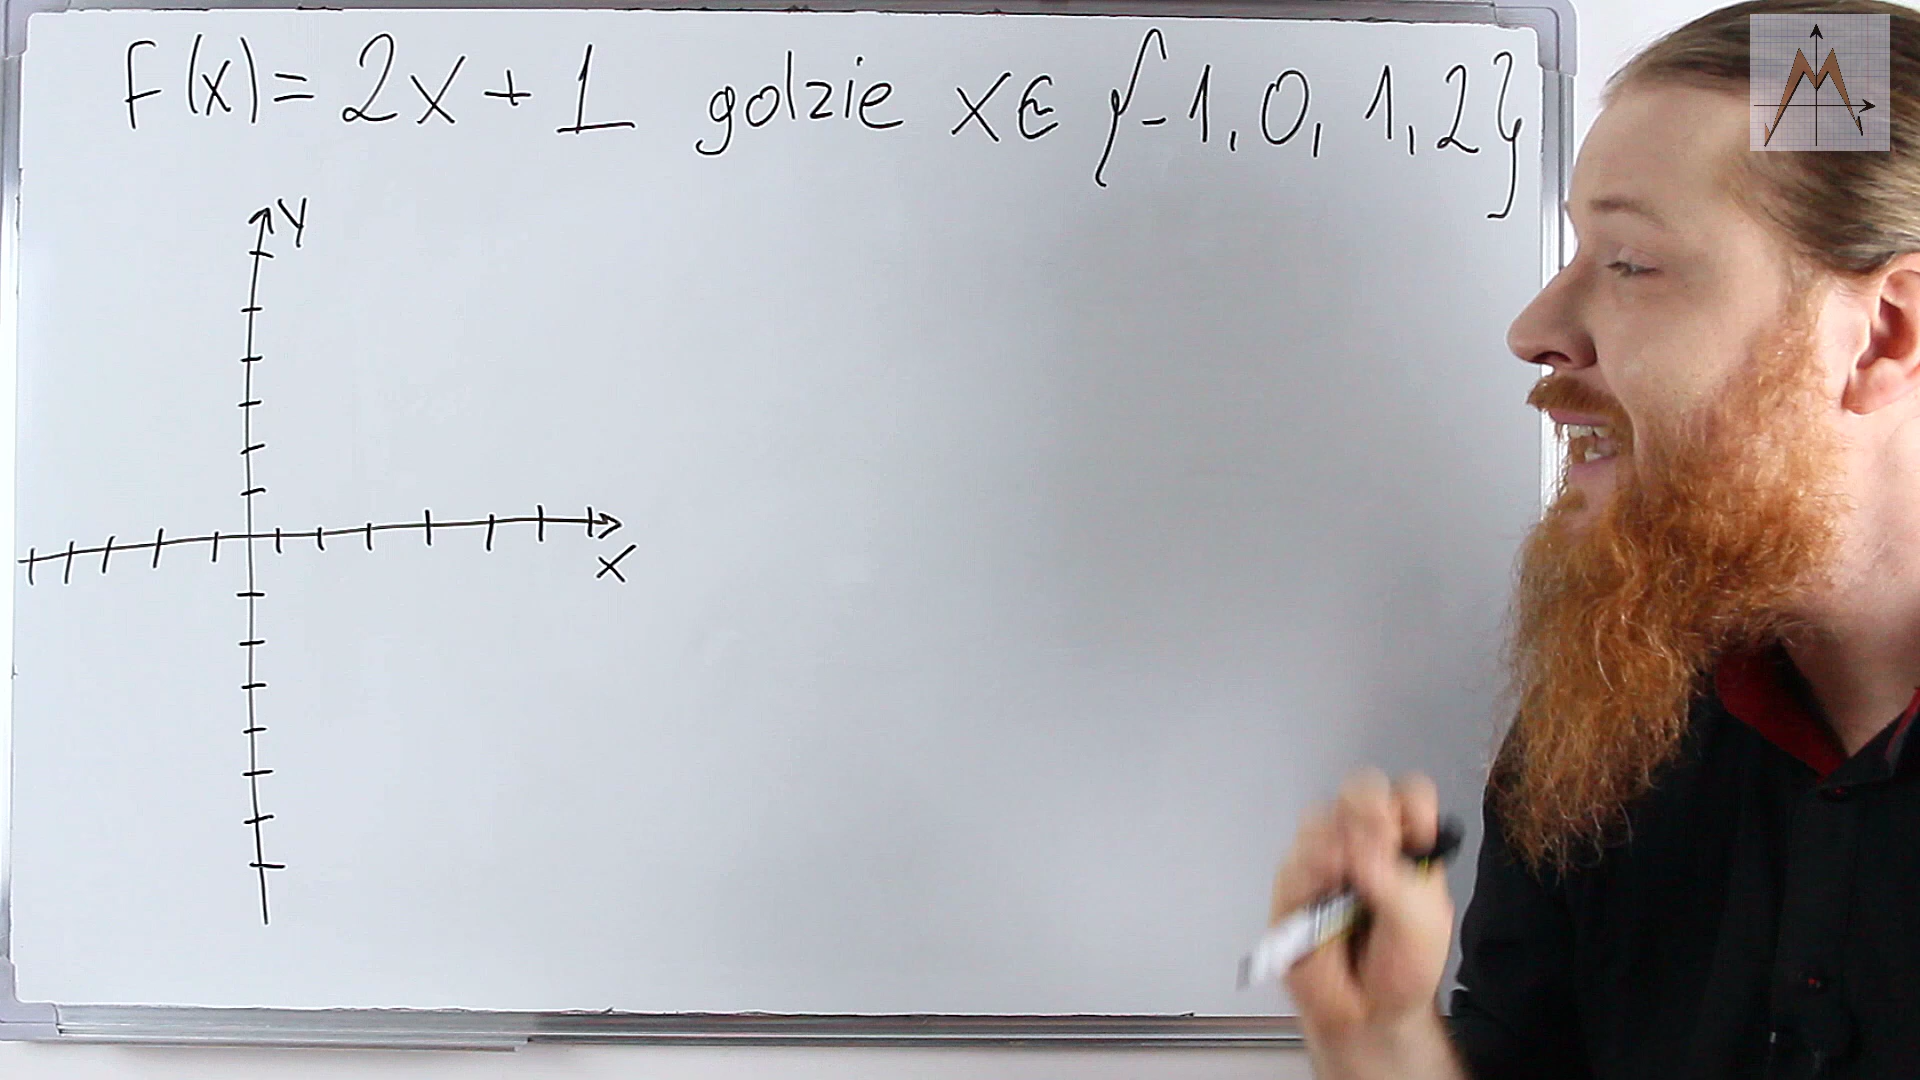 F(x) = 2x + 1 gdzie x ∈ {-1, 0, 1, 2}
Y
X